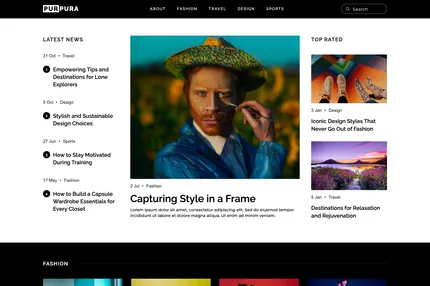 PURPURA
ABOUT
FASHION
TRAVEL
DESIGN
SPORTS
Search
LATEST NEWS
31 Oct • Travel
Empowering Tips and
Destinations for Lone
Explorers
5 Oct • Design
Stylish and Sustainable
Design Choices
27 Jun • Sports
How to Stay Motivated
During Training
17 May • Fashion
How to Build a Capsule
Wardrobe Essentials for
Every Closet
2 Jul • Fashion
Capturing Style in a Frame
Lorem ipsum dolor sit amet, consectetur adipiscing elit, sed do eiusmod tempor
incididunt ut labore et dolore magna aliqua. Ut enim ad minim veniam.
TOP RATED
3 Jan • Design
Iconic Design Styles That
Never Go Out of Fashion
5 Jan • Travel
Destinations for Relaxation
and Rejuvenation
FASHION